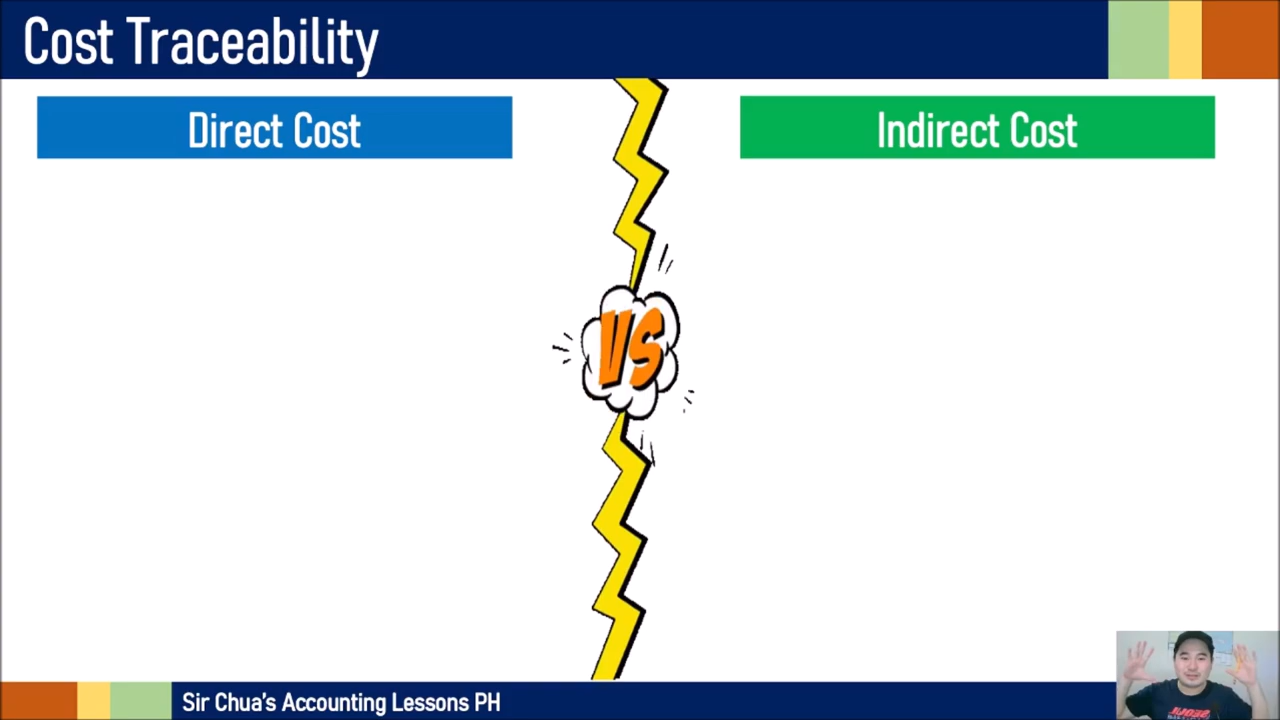 Cost Traceability
Direct Cost
Indirect Cost
VS
Sir Chua's Accounting Lessons PH